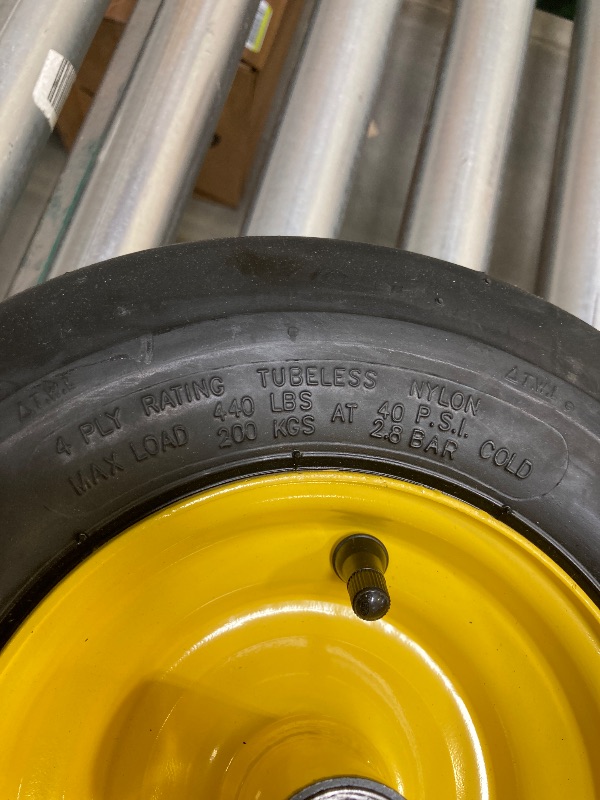 4 PLY RATING TUBELESS NYLON
MAX LOAD 440 LBS AT 40 P.S.I. COLD
200 KGS 2.8 BAR